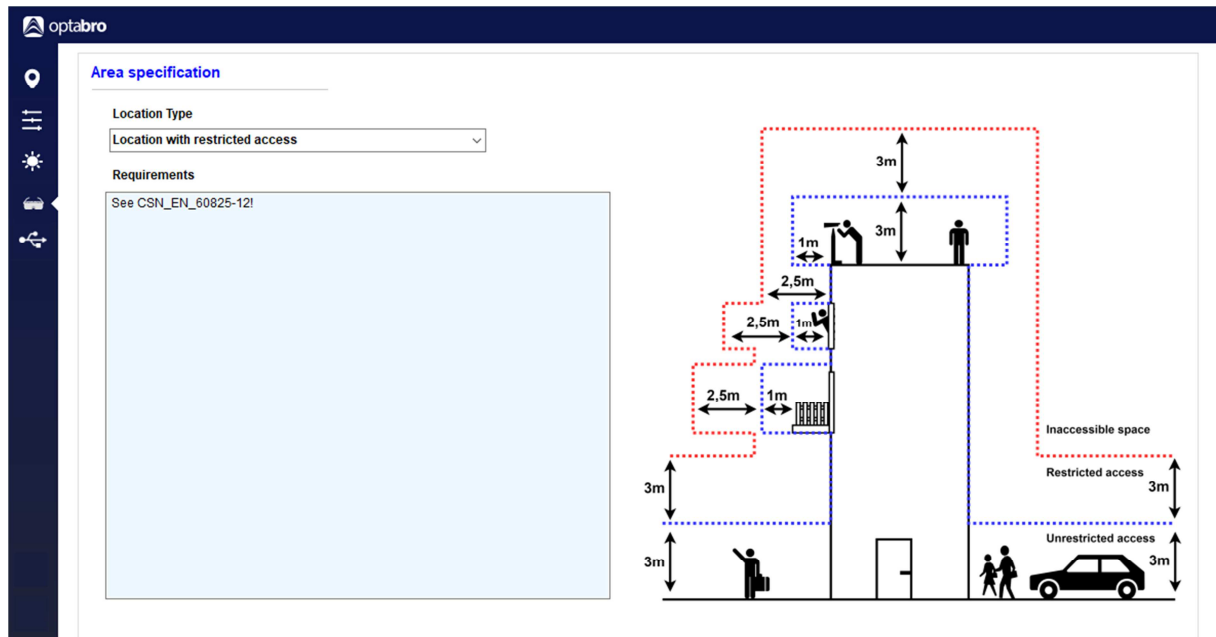 optabro
Area specification
Location Type
Location with restricted access
Requirements
See CSN_EN_60825-12!
3m
3m
1m
2,5m
2,5m
1m
2,5m
1m
Inaccessible space
Restricted access
3m
3m
Unrestricted access
3m
3m